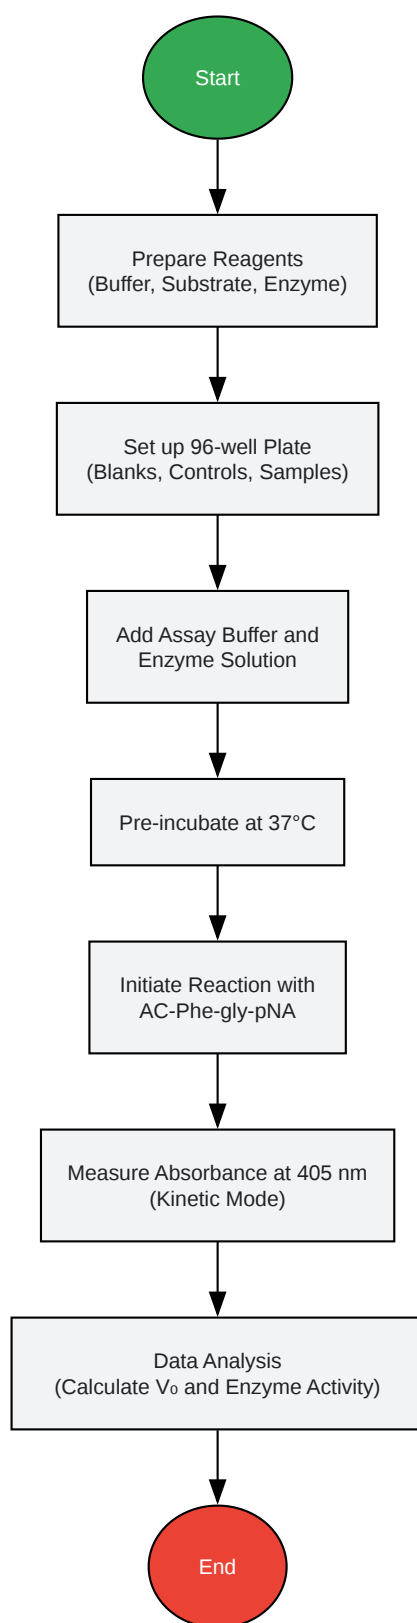 Start
Prepare Reagents
(Buffer, Substrate, Enzyme)
Set up 96-well Plate
(Blanks, Controls, Samples)
Add Assay Buffer and
Enzyme Solution
Pre-incubate at 37°C
Initiate Reaction with
AC-Phe-gly-pNA
Measure Absorbance at 405 nm
(Kinetic Mode)
Data Analysis
(Calculate V₀ and Enzyme Activity)
End